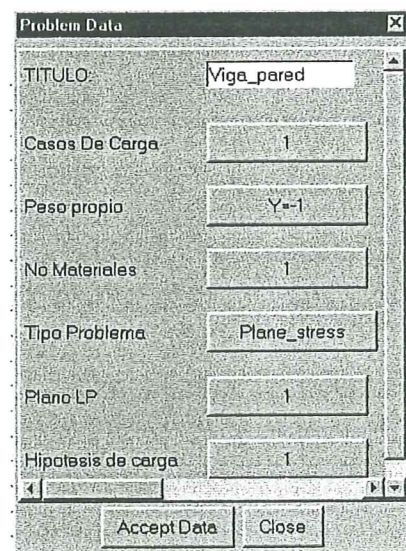 Problem Data
TITULO: Viga_pared
Casos De Carga 1
Peso propio Y=-1
No Materiales 1
Tipo Problema Plane_stress
Plano LP 1
Hipotesis de carga 1
Accept Data Close